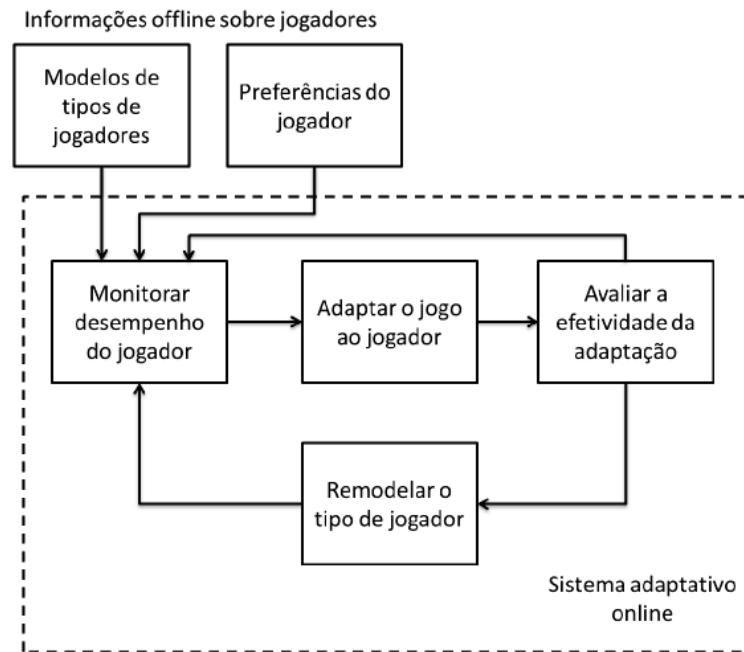 Informações offline sobre jogadores
Modelos de
tipos de
jogadores
Preferências do
jogador
Monitorar
desempenho
do jogador
Adaptar o jogo
ao jogador
Avaliar a
efetividade da
adaptação
Remodelar o
tipo de jogador
Sistema adaptativo
online